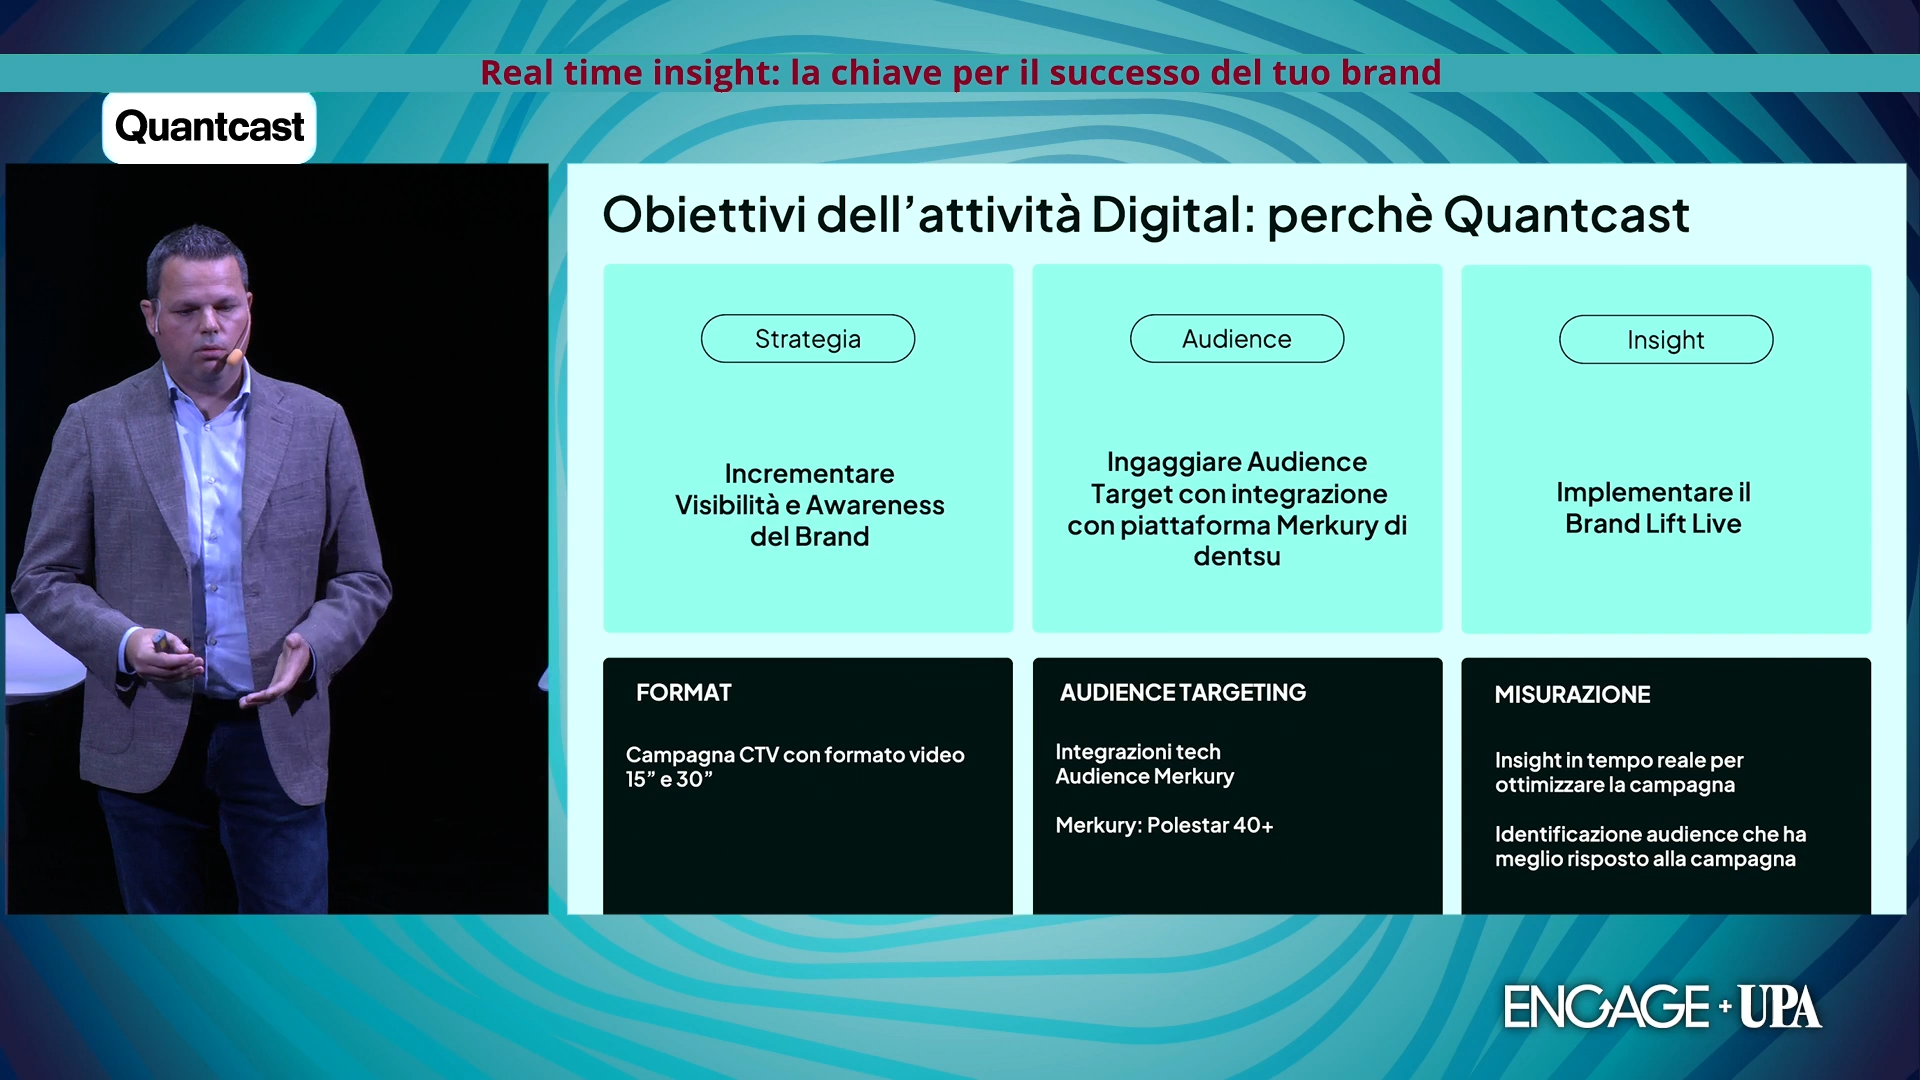 Real time insight: la chiave per il successo del tuo brand
Quantcast
Obiettivi dell’attività Digital: perchè Quantcast
Strategia
Incrementare
Visibilità e Awareness
del Brand
Audience
Ingaggiare Audience
Target con integrazione
con piattaforma Merkury di
dentsu
Insight
Implementare il
Brand Lift Live
FORMAT
Campagna CTV con formato video
15” e 30”
AUDIENCE TARGETING
Integrazioni tech
Audience Merkury
Merkury: Polestar 40+
MISURAZIONE
Insight in tempo reale per
ottimizzare la campagna
Identificazione audience che ha
meglio risposto alla campagna
ENGAGE + UPA